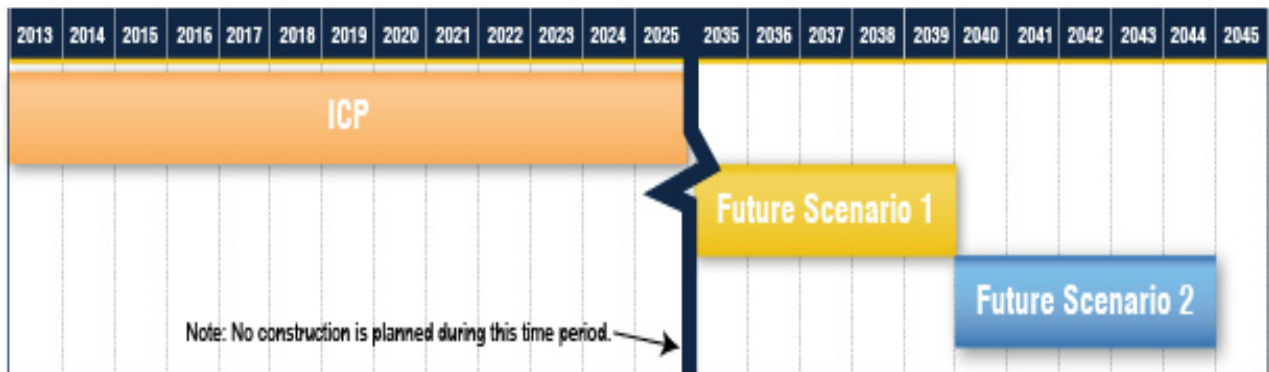 2013 2014 2015 2016 2017 2018 2019 2020 2021 2022 2023 2024 2025 2035 2036 2037 2038 2039 2040 2041 2042 2043 2044 2045
ICP
Future Scenario 1
Future Scenario 2
Note: No construction is planned during this time period.